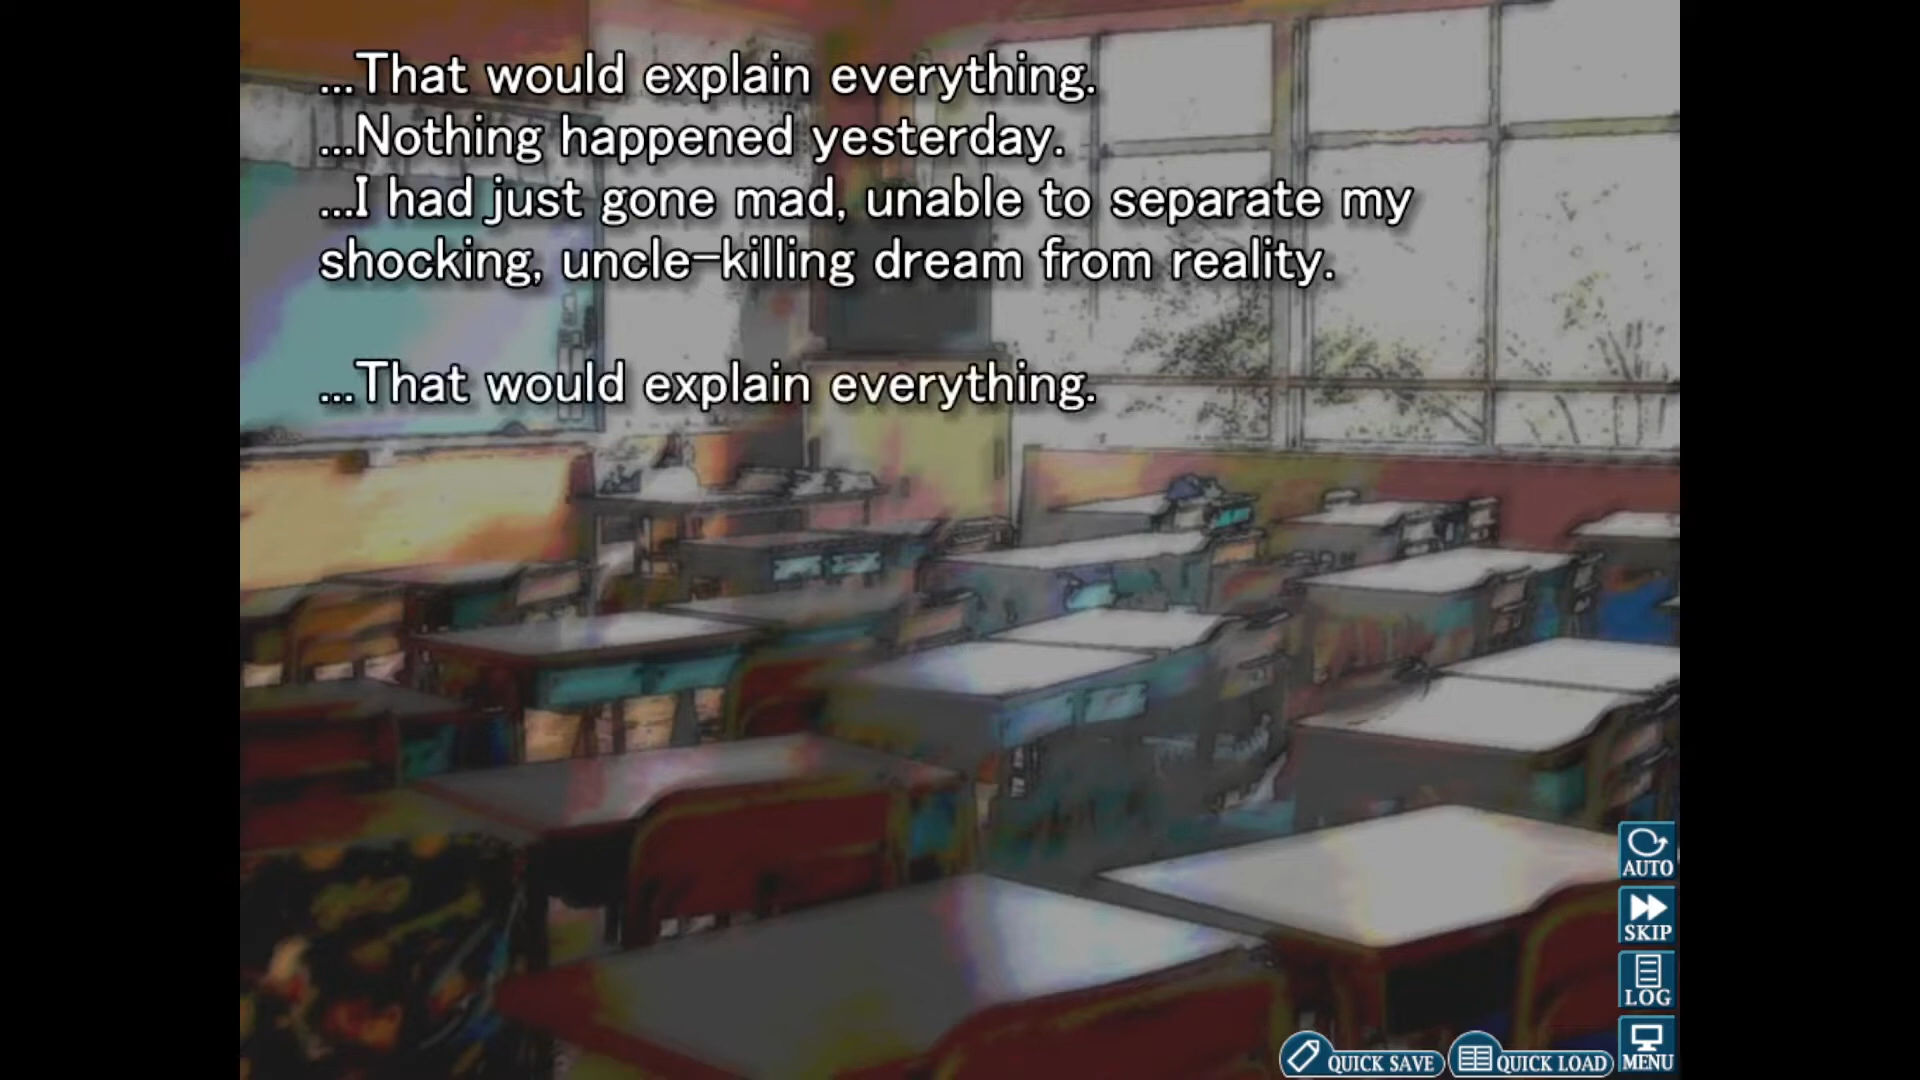 ...That would explain everything.
...Nothing happened yesterday.
...I had just gone mad, unable to separate my
shocking, uncle-killing dream from reality.
...That would explain everything.
AUTO
SKIP
LOG
MENU
QUICK SAVE
QUICK LOAD